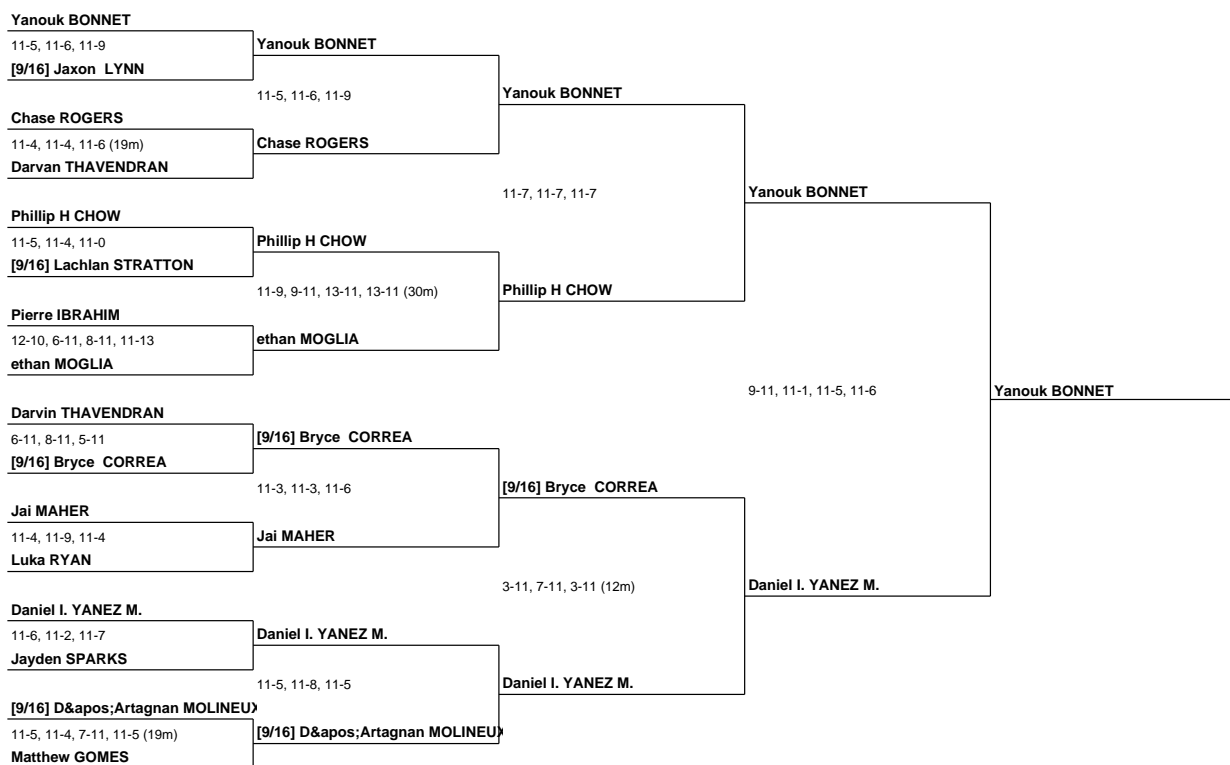 Yanouk BONNET
11-5, 11-6, 11-9
[9/16] Jaxon  LYNN
Chase ROGERS
11-4, 11-4, 11-6 (19m)
Darvan THAVENDRAN
Phillip H CHOW
11-5, 11-4, 11-0
[9/16] Lachlan STRATTON
Pierre IBRAHIM
12-10, 6-11, 8-11, 11-13
ethan MOGLIA
Darvin THAVENDRAN
6-11, 8-11, 5-11
[9/16] Bryce  CORREA
Jai MAHER
11-4, 11-9, 11-4
Luka RYAN
Daniel I. YANEZ M.
11-6, 11-2, 11-7
Jayden SPARKS
[9/16] D&apos;Artagnan MOLINEUX
11-5, 11-4, 7-11, 11-5 (19m)
Matthew GOMES
Yanouk BONNET
11-5, 11-6, 11-9
Chase ROGERS
Phillip H CHOW
11-9, 9-11, 13-11, 13-11 (30m)
ethan MOGLIA
[9/16] Bryce  CORREA
11-3, 11-3, 11-6
Jai MAHER
Daniel I. YANEZ M.
11-5, 11-8, 11-5
[9/16] D&apos;Artagnan MOLINEUX
Yanouk BONNET
11-7, 11-7, 11-7
Phillip H CHOW
[9/16] Bryce  CORREA
3-11, 7-11, 3-11 (12m)
Daniel I. YANEZ M.
Yanouk BONNET
9-11, 11-1, 11-5, 11-6
Daniel I. YANEZ M.
Yanouk BONNET